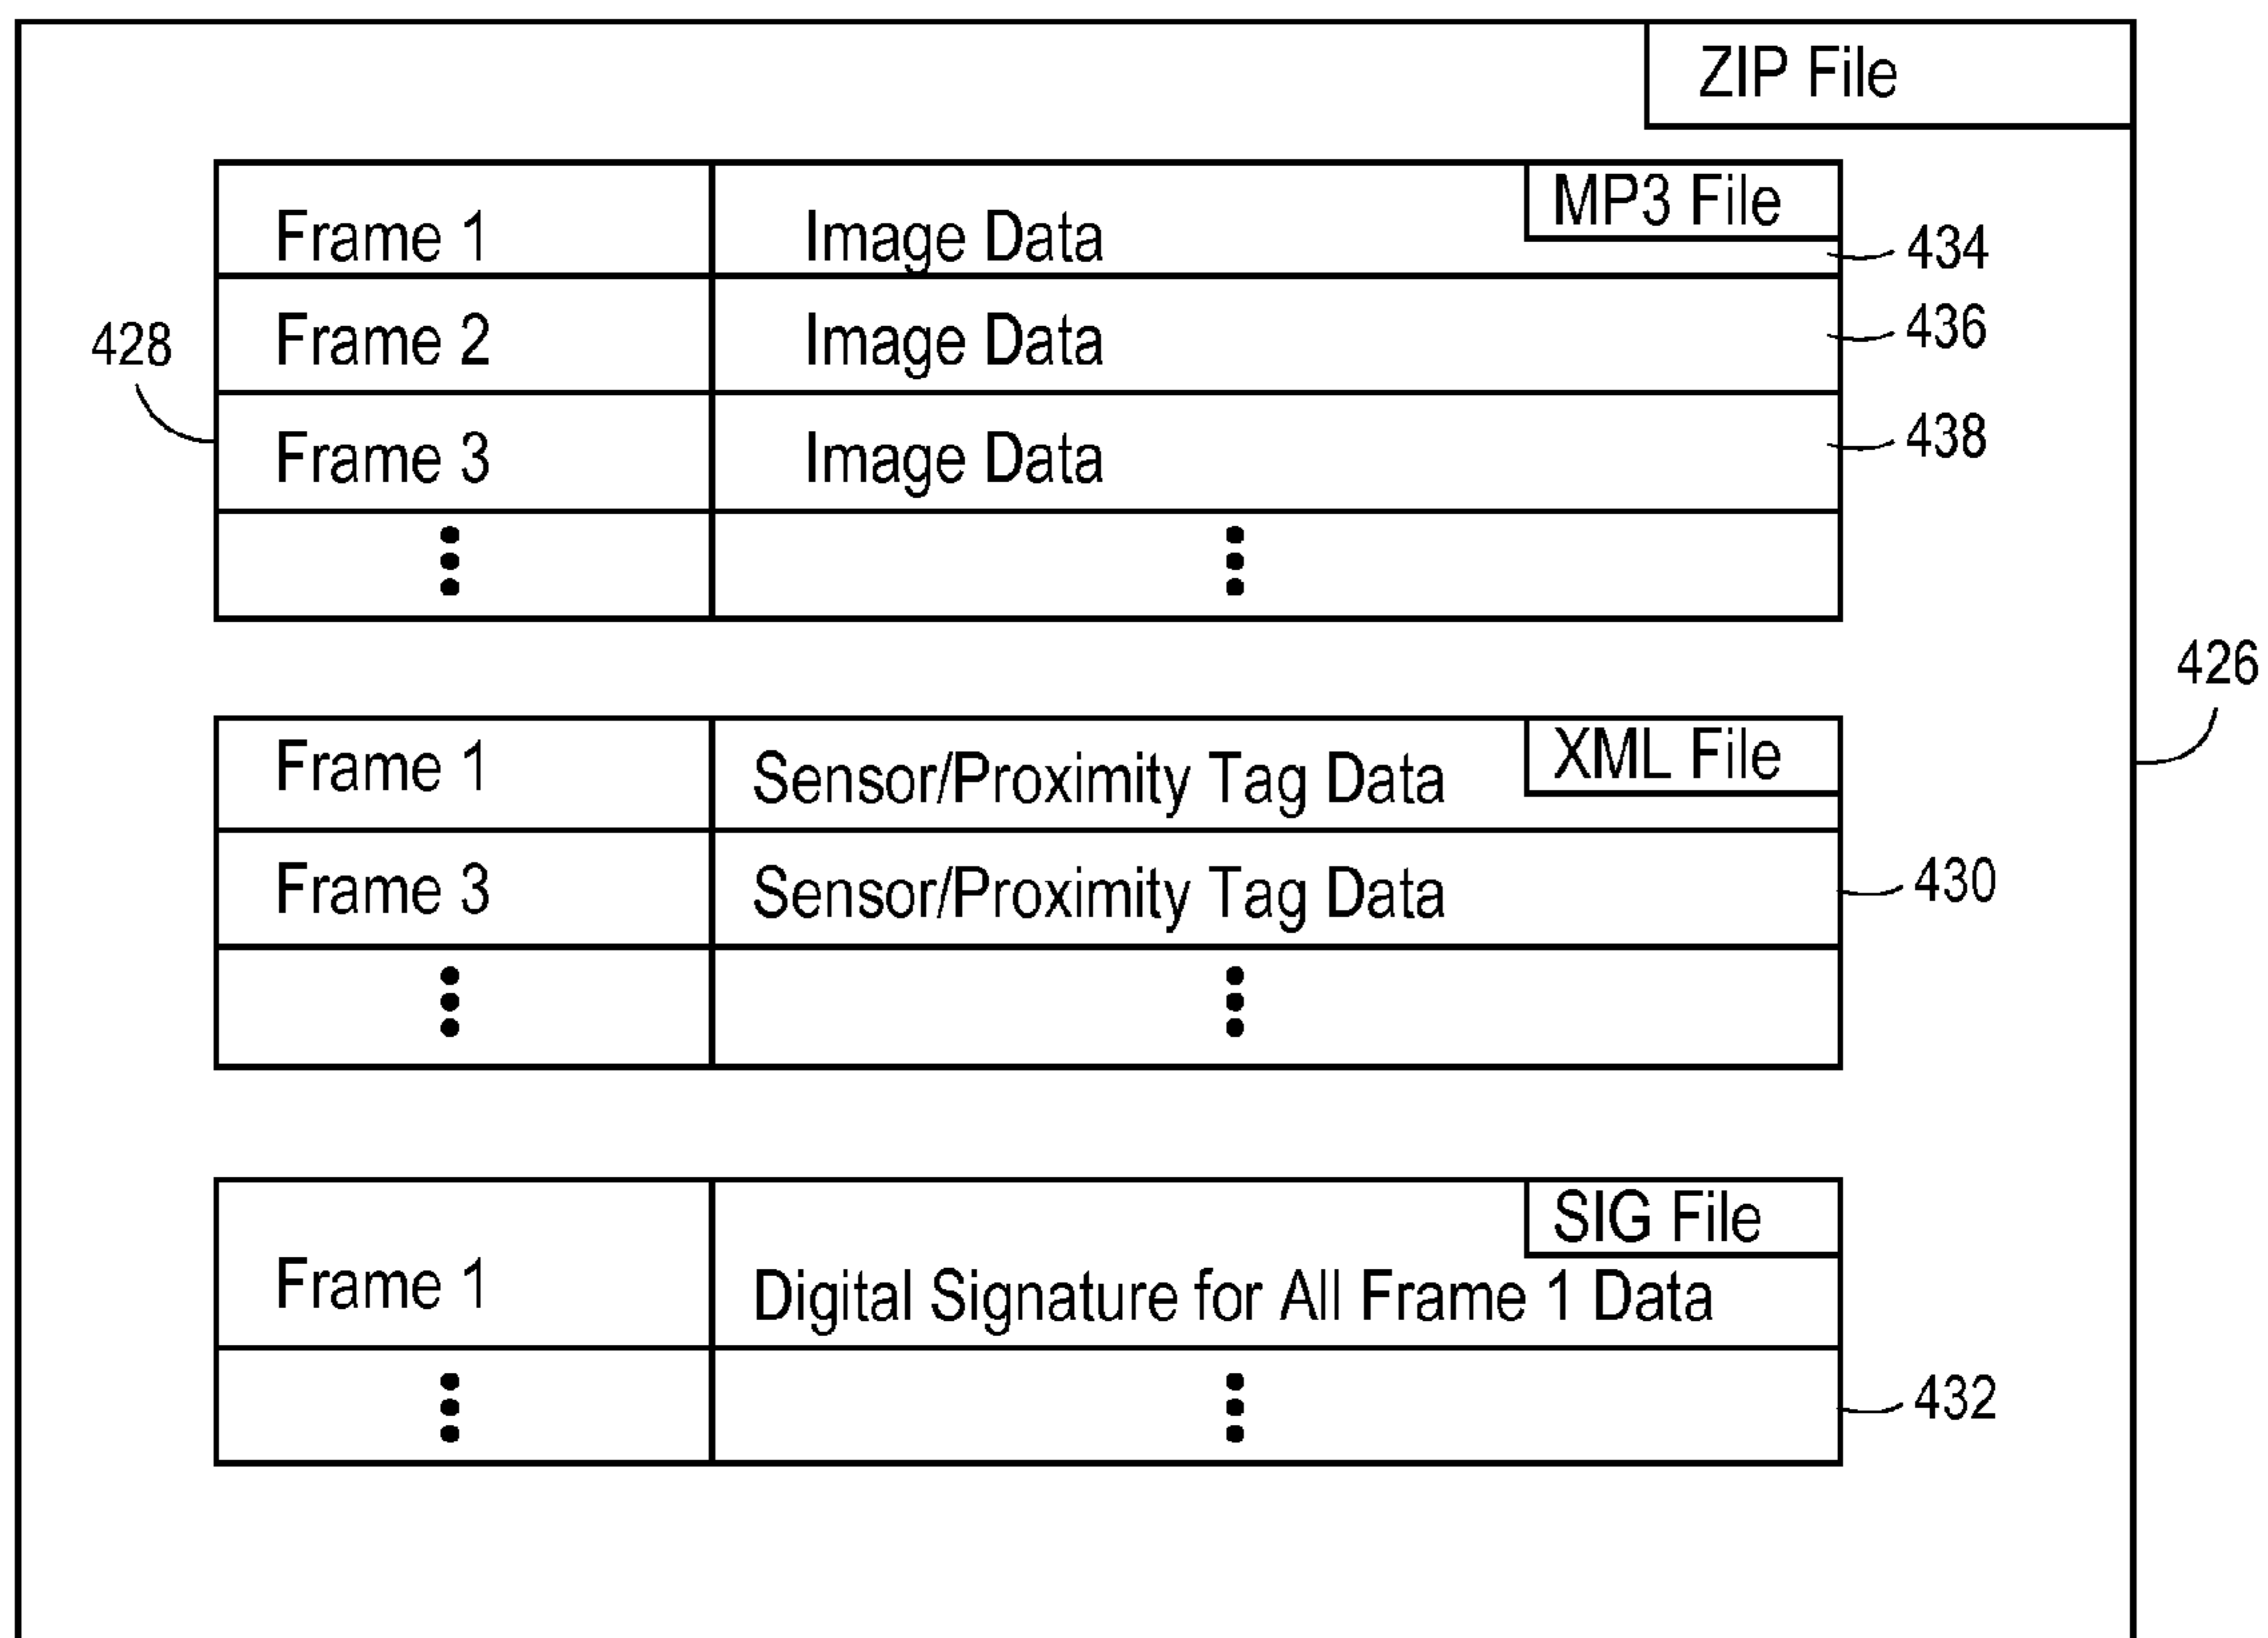 ZIP File
MP3 File
Frame 1 Image Data 434
428 Frame 2 Image Data 436
Frame 3 Image Data 438
426
XML File
Frame 1 Sensor/Proximity Tag Data
Frame 3 Sensor/Proximity Tag Data 430
SIG File
Frame 1 Digital Signature for All Frame 1 Data
432